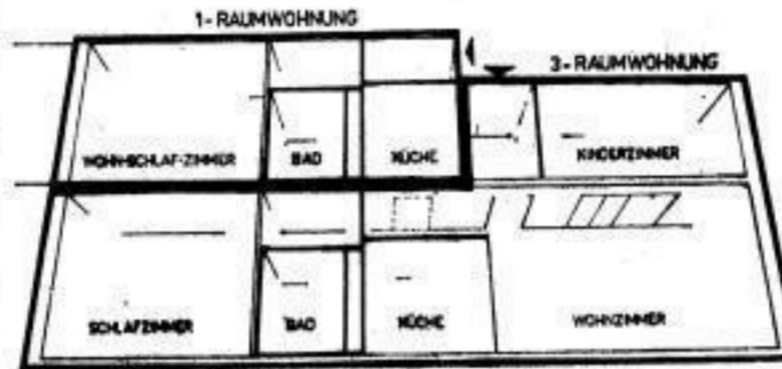 1-RAUMWOHNUNG
3-RAUMWOHNUNG
WOHN-SCHLAF-ZIMMER
BAD
KÜCHE
KINDERZIMMER
SCHLAFZIMMER
BAD
KÜCHE
WOHNZIMMER